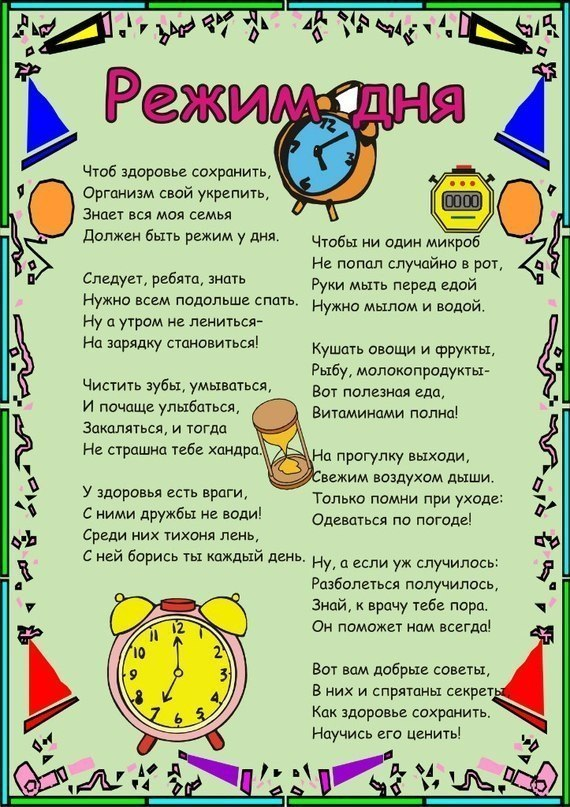 Режим дня
Чтоб здоровье сохранить,
Организм свой укрепить,
Знает вся моя семья
Должен быть режим у дня.
Следует, ребята, знать
Нужно всем подольше спать.
Ну а утром не лениться–
На зарядку становиться!
Чистить зубы, умываться,
И почаще улыбаться,
Закаляться, и тогда
Не страшна тебе хандра.
У здоровья есть враги,
С ними дружбы не води!
Среди них тихоня лень,
С ней борись ты каждый день.
Чтобы ни один микроб
Не попал случайно в рот,
Руки мыть перед едой
Нужно мылом и водой.
Кушать овощи и фрукты,
Рыбу, молокопродукты-
Вот полезная еда,
Витаминами полна!
На прогулку выходи,
Свежим воздухом дыши.
Только помни при уходе:
Одеваться по погоде!
Ну, а если уж случилось:
Разболеться получилось,
Знай, к врачу тебе пора.
Он поможет нам всегда!
Вот вам добрые советы,
В них и спрятаны секреты,
Как здоровье сохранить.
Научись его ценить!